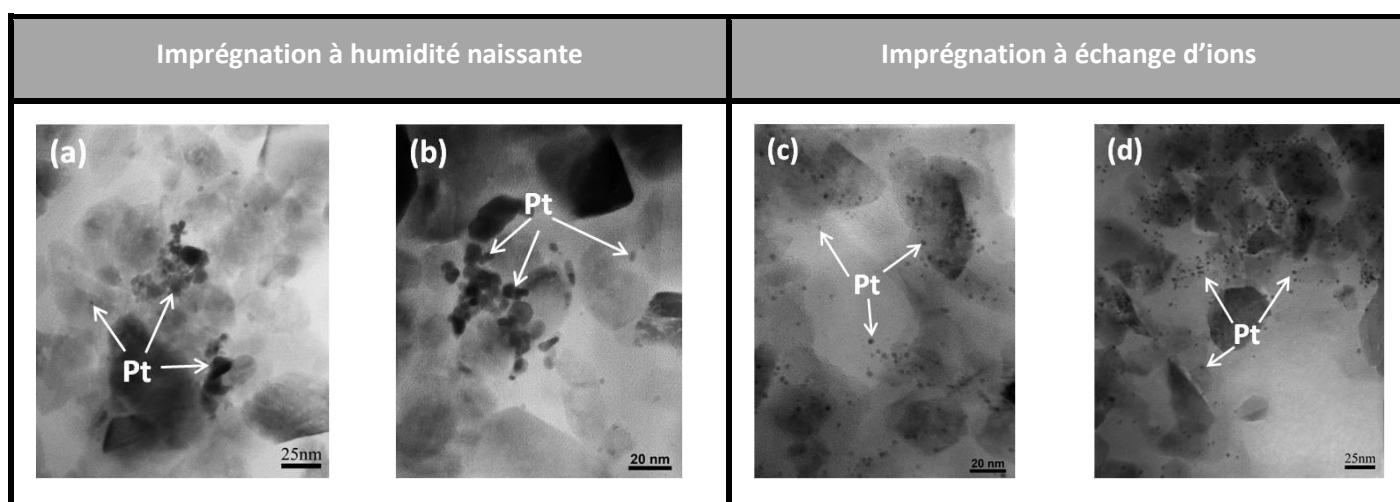 Imprégnation à humidité naissante
Imprégnation à échange d'ions
(a)
Pt
25nm
(b)
Pt
20 nm
(c)
Pt
20 nm
(d)
Pt
25nm